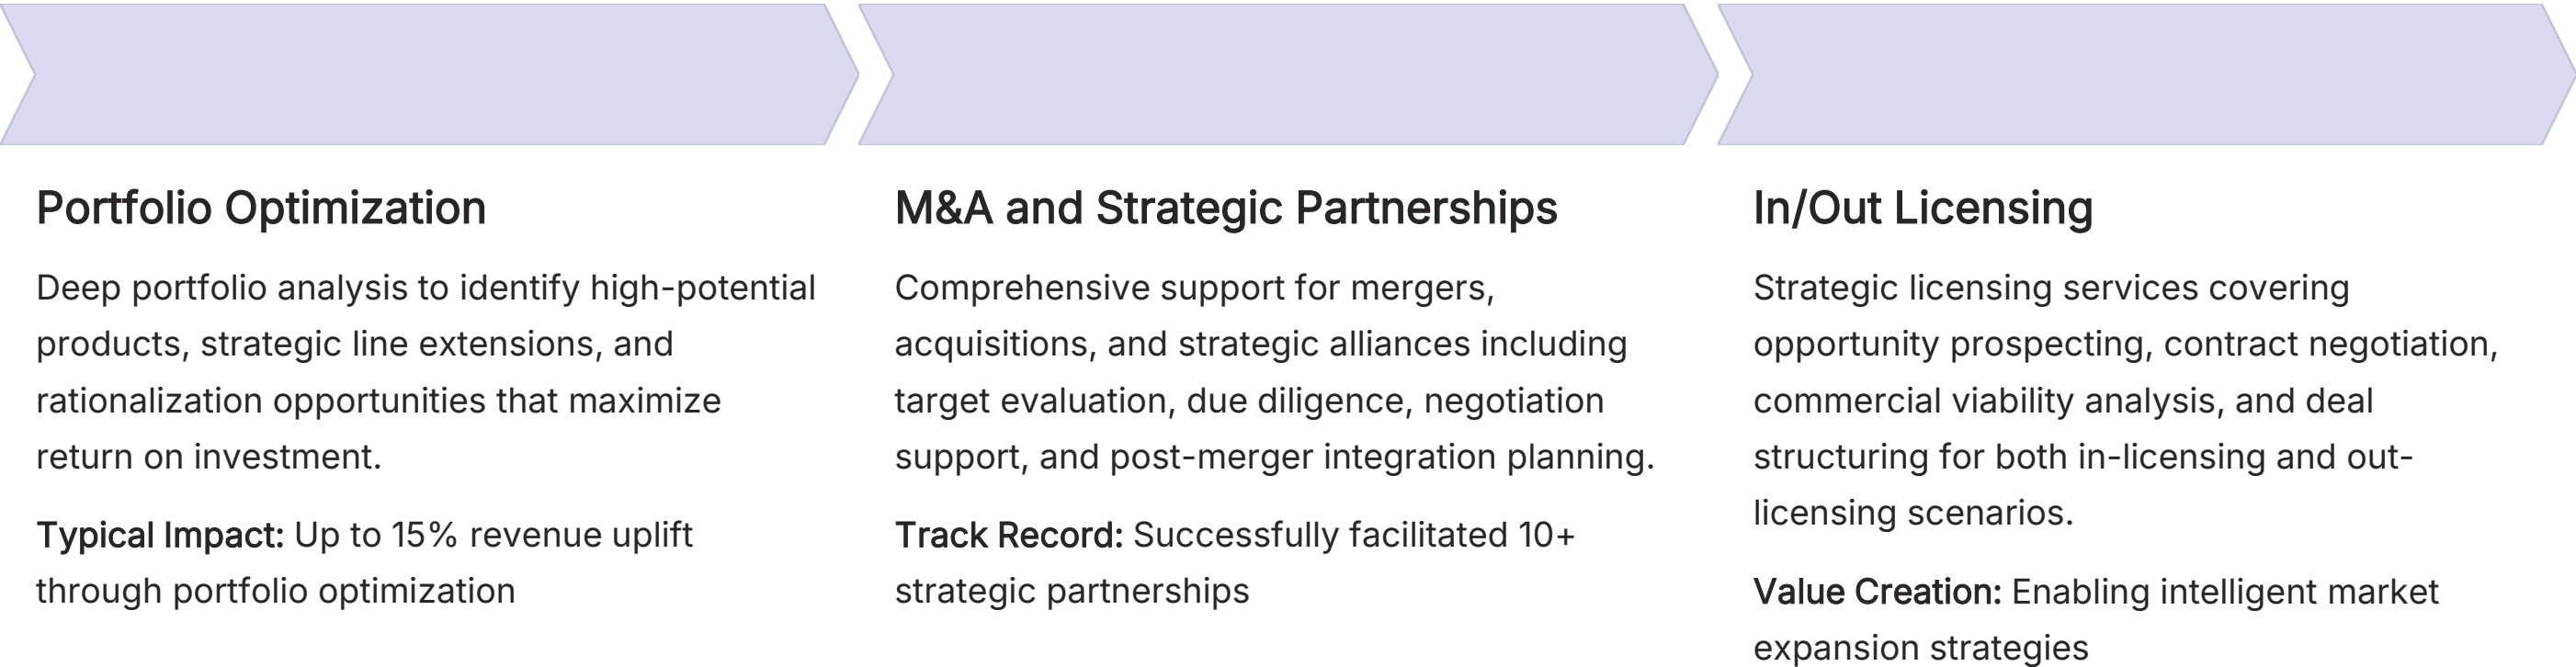 Portfolio Optimization
Deep portfolio analysis to identify high-potential
products, strategic line extensions, and
rationalization opportunities that maximize
return on investment.
Typical Impact: Up to 15% revenue uplift
through portfolio optimization
M&A and Strategic Partnerships
Comprehensive support for mergers,
acquisitions, and strategic alliances including
target evaluation, due diligence, negotiation
support, and post-merger integration planning.
Track Record: Successfully facilitated 10+
strategic partnerships
In/Out Licensing
Strategic licensing services covering
opportunity prospecting, contract negotiation,
commercial viability analysis, and deal
structuring for both in-licensing and out-
licensing scenarios.
Value Creation: Enabling intelligent market
expansion strategies